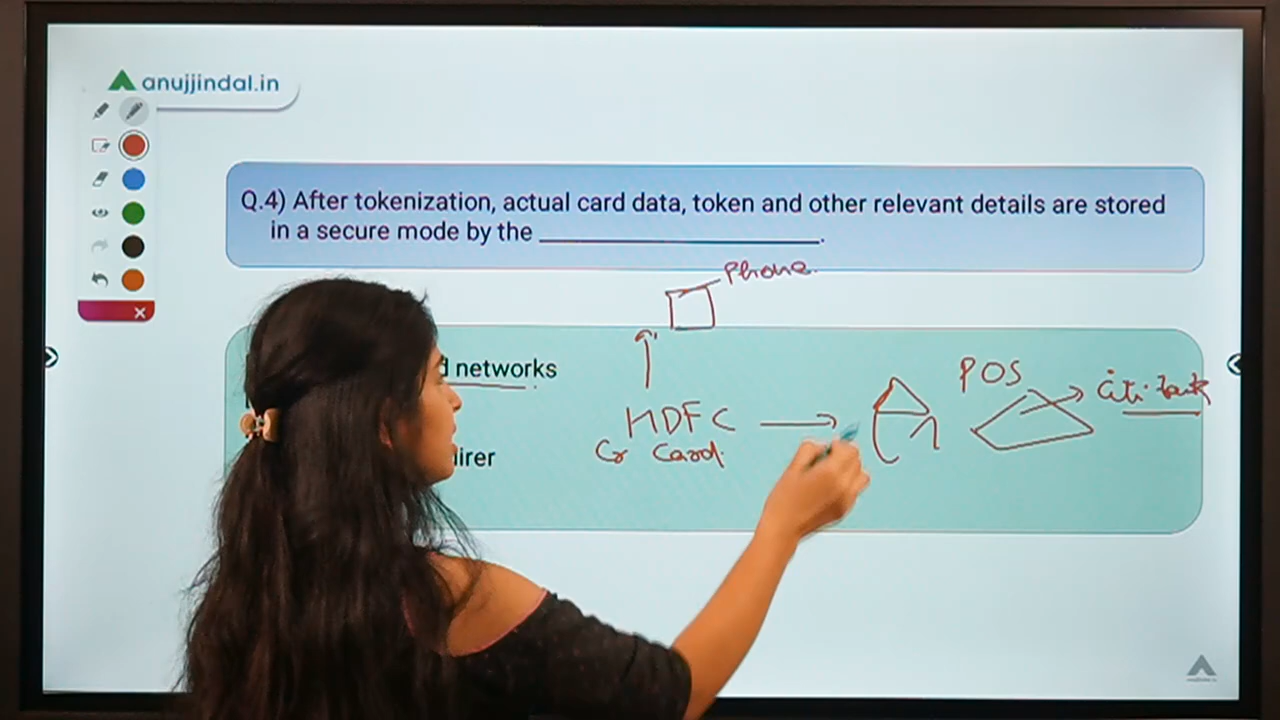 anujjindal.in
Q.4) After tokenization, actual card data, token and other relevant details are stored
in a secure mode by the ____________________.
Phone
networks
POS
Citi bank
HDFC
Cr Card
irer